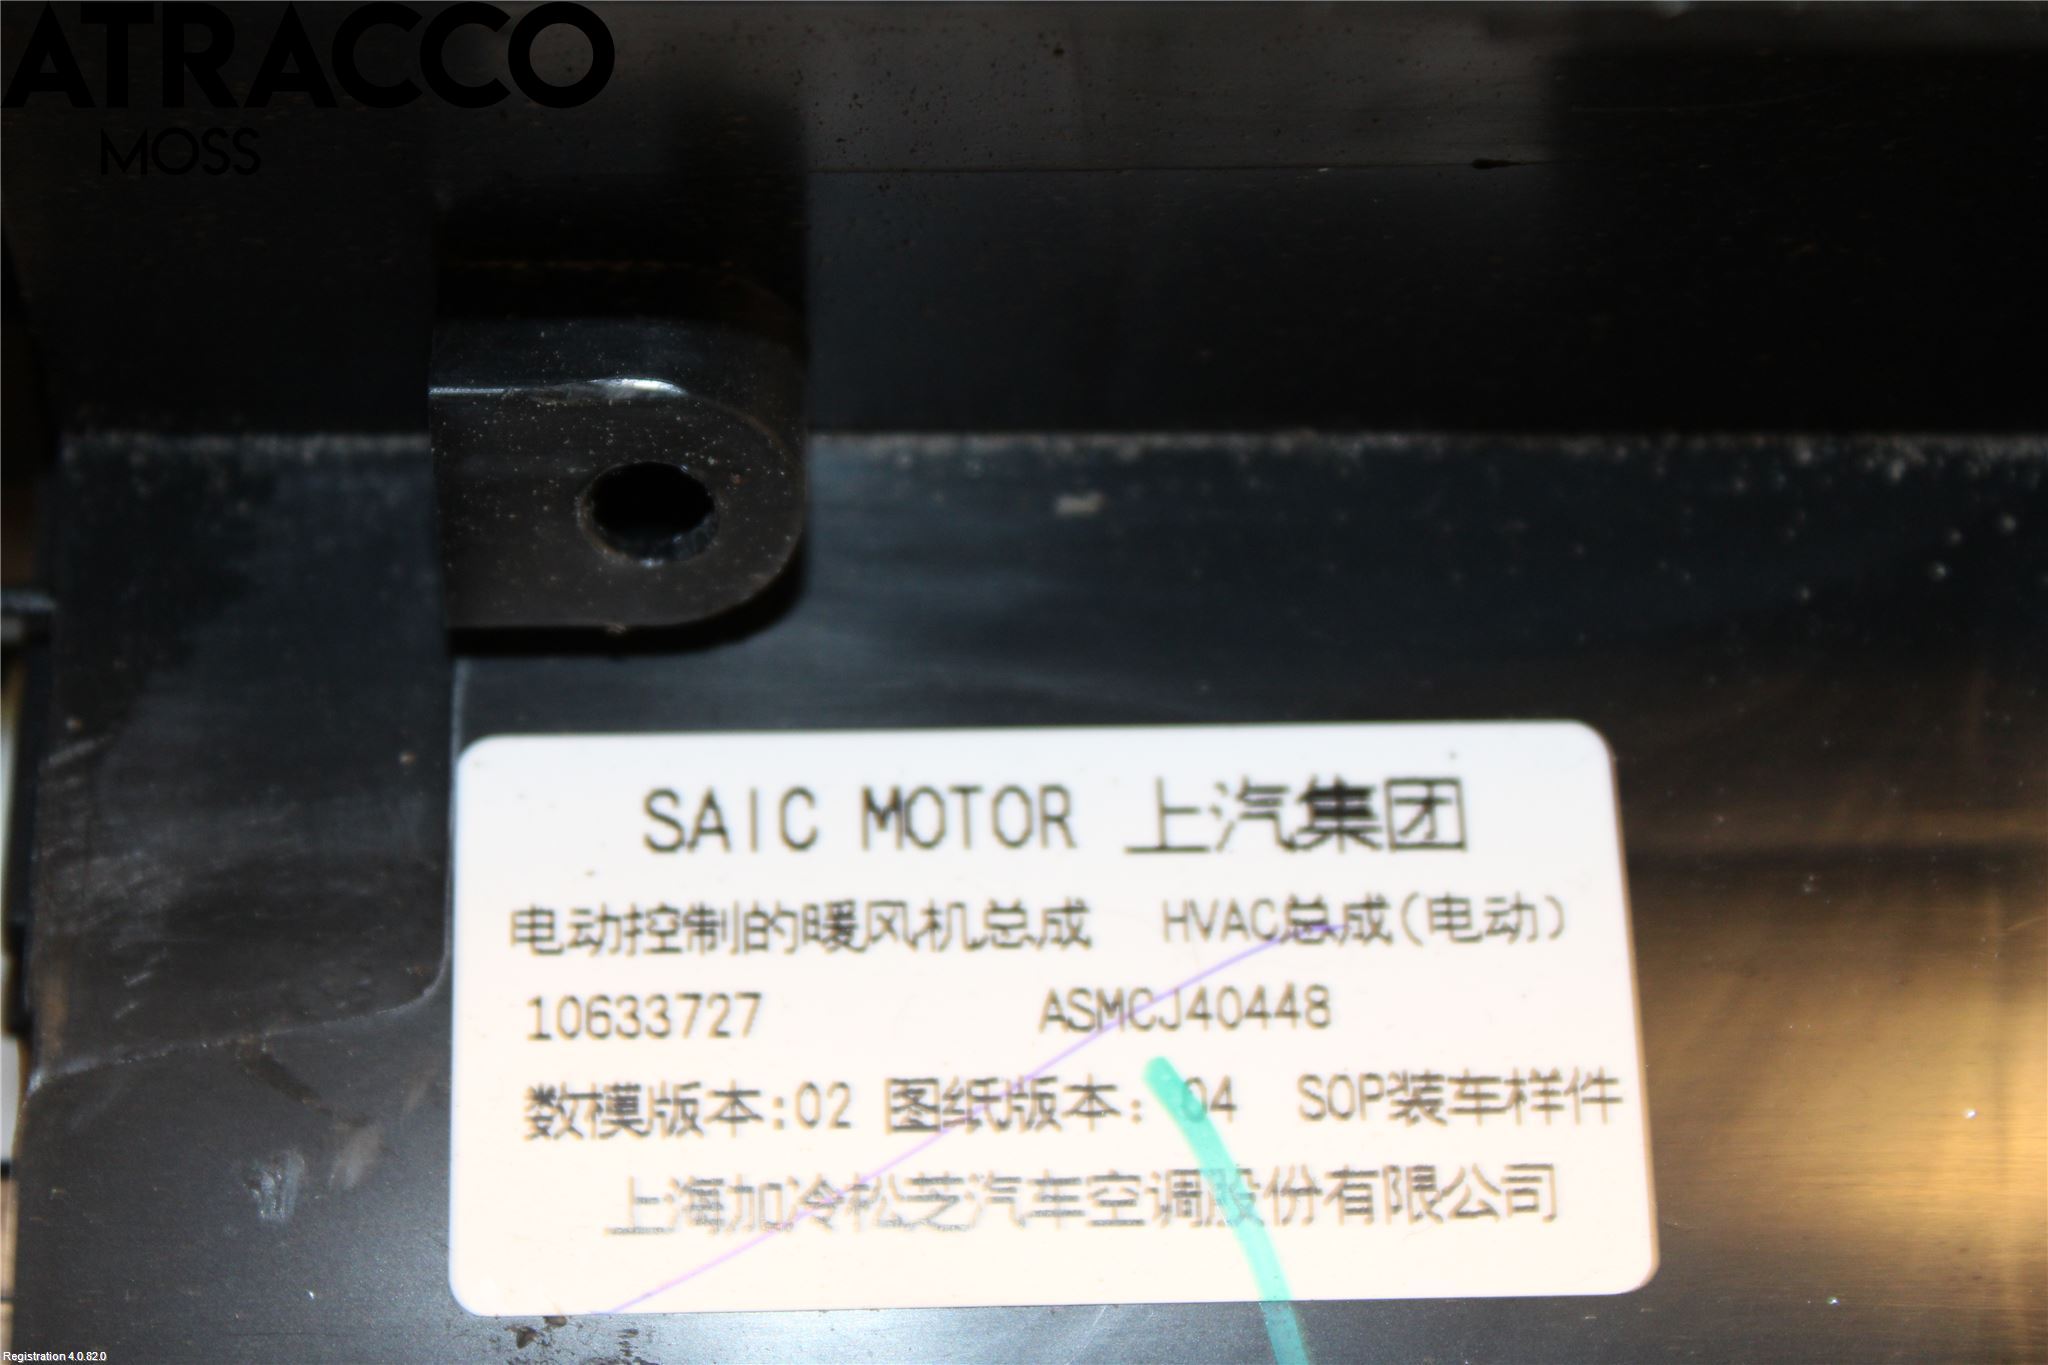 ATRACCO
MOSS
SAIC MOTOR 上汽集团
电动控制的暖风机总成 HVAC总成(电动)
10633727 ASMCJ40448
数模版本:02 图纸版本: 04 SOP装车样件
上海加冷松芝汽车空调股份有限公司
Registration 4.0.82.0